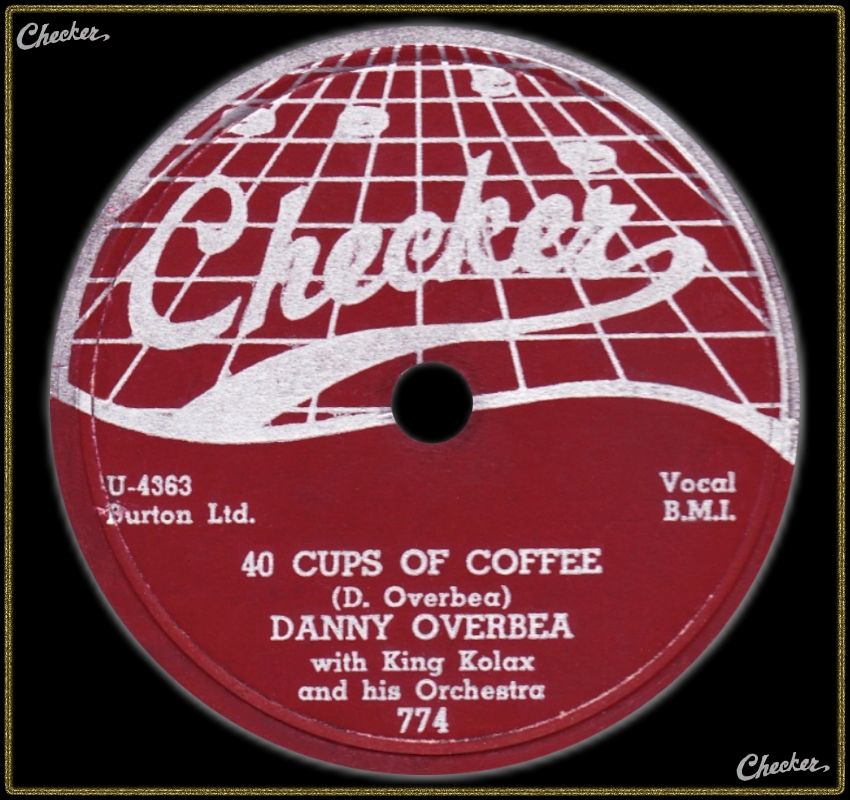 Checker
Checker
U-4363
Burton Ltd.
Vocal
B.M.I.
40 CUPS OF COFFEE
(D. Overbea)
DANNY OVERBEA
with King Kolax
and his Orchestra
774
Checker